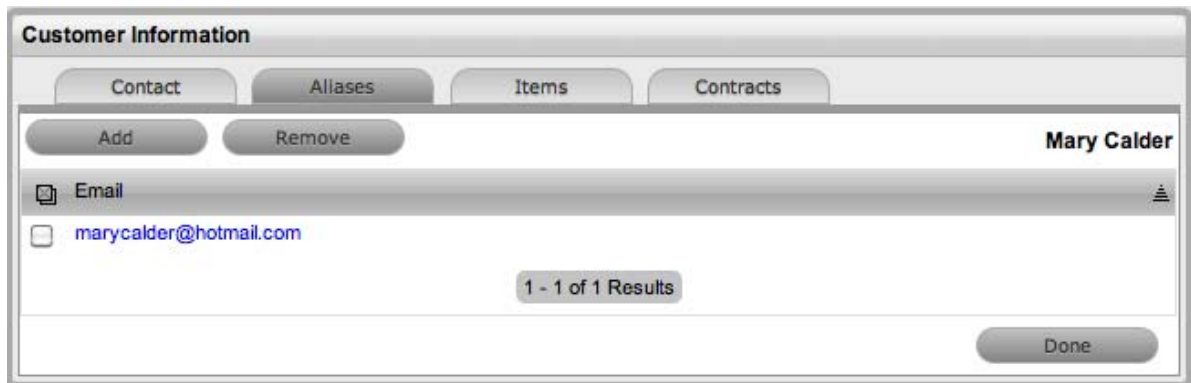 Customer Information
Contact Aliases Items Contracts
Add Remove Mary Calder
Email
marycalder@hotmail.com
1 - 1 of 1 Results
Done